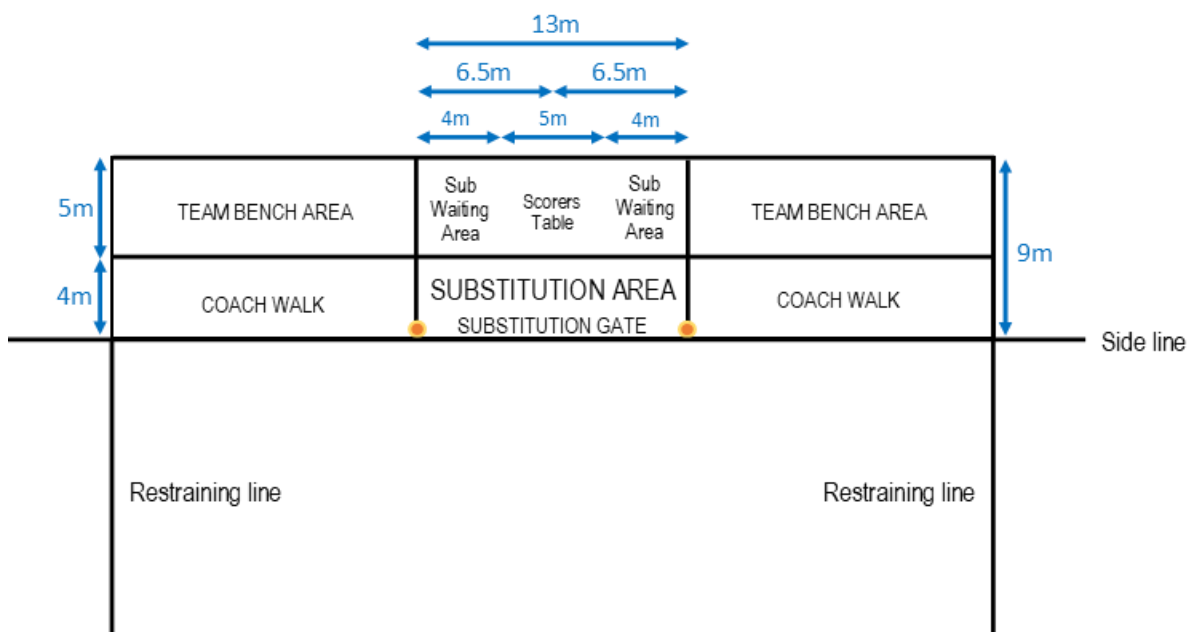 13m
6.5m
6.5m
4m
5m
4m
5m
TEAM BENCH AREA
Sub
Waiting
Area
Scorers
Table
Sub
Waiting
Area
TEAM BENCH AREA
9m
4m
COACH WALK
SUBSTITUTION AREA
SUBSTITUTION GATE
COACH WALK
Side line
Restraining line
Restraining line